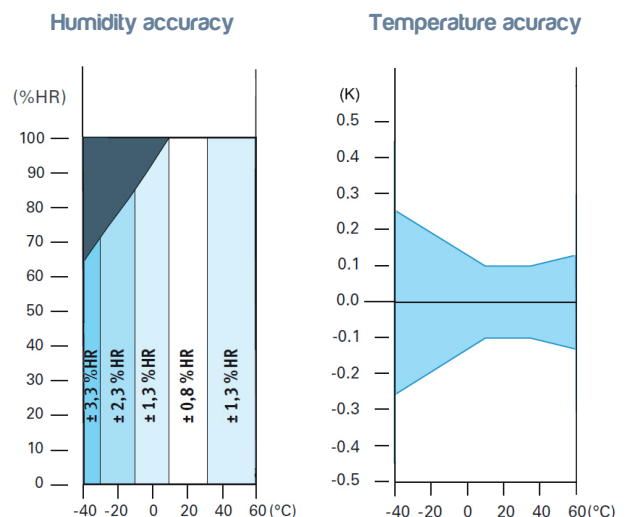 Humidity accuracy
(%HR)
100
90
80
70
60
50
40
30
20
10
0
± 3,3 %HR
± 2,3 %HR
± 1,3 %HR
± 0,8 %HR
± 1,3 %HR
-40 -20 0 20 40 60 (°C)
Temperature acuracy
(K)
0.5
0.4
0.3
0.2
0.1
0.0
-0.1
-0.2
-0.3
-0.4
-0.5
-40 -20 0 20 40 60 (°C)